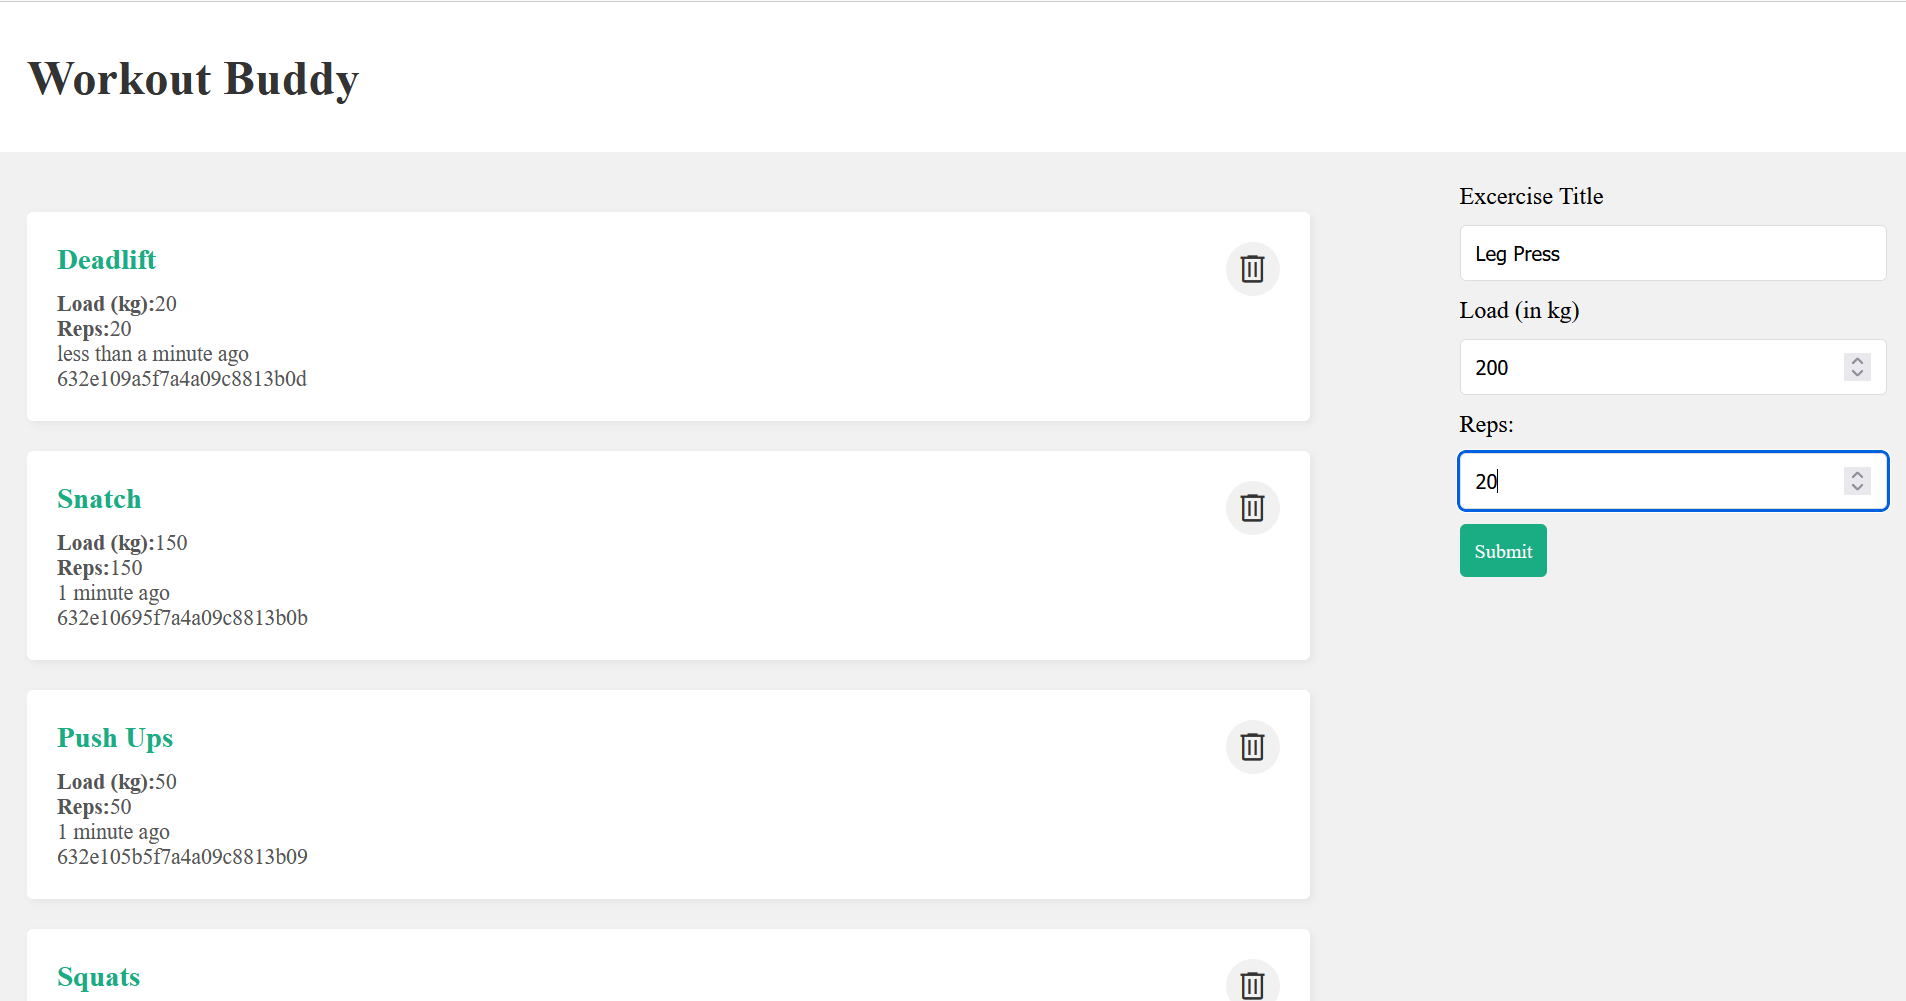 Workout Buddy
Deadlift
Load (kg):20
Reps:20
less than a minute ago
632e109a5f7a4a09c8813b0d
Snatch
Load (kg):150
Reps:150
1 minute ago
632e10695f7a4a09c8813b0b
Push Ups
Load (kg):50
Reps:50
1 minute ago
632e105b5f7a4a09c8813b09
Squats
Excercise Title
Leg Press
Load (in kg)
200
Reps:
20
Submit